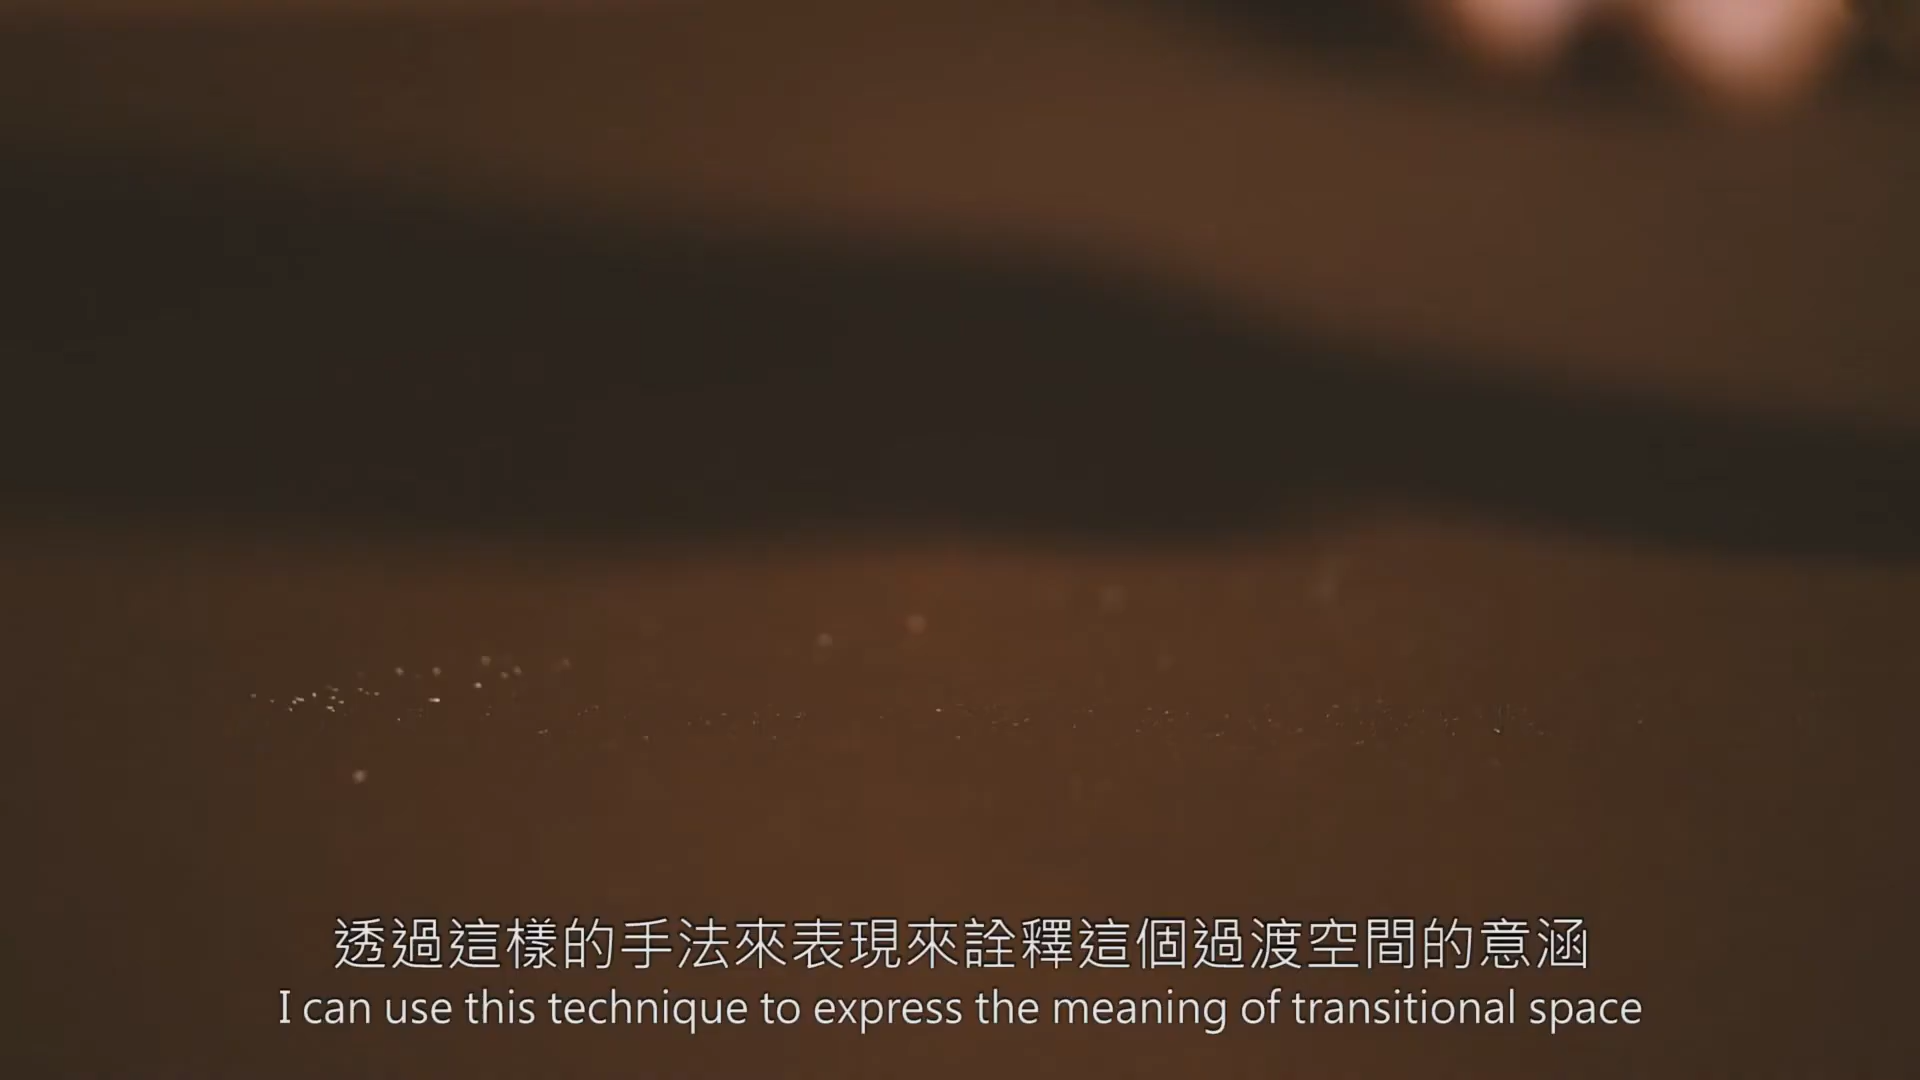 透過這樣的手法來表現來詮釋這個過渡空間的意涵
I can use this technique to express the meaning of transitional space